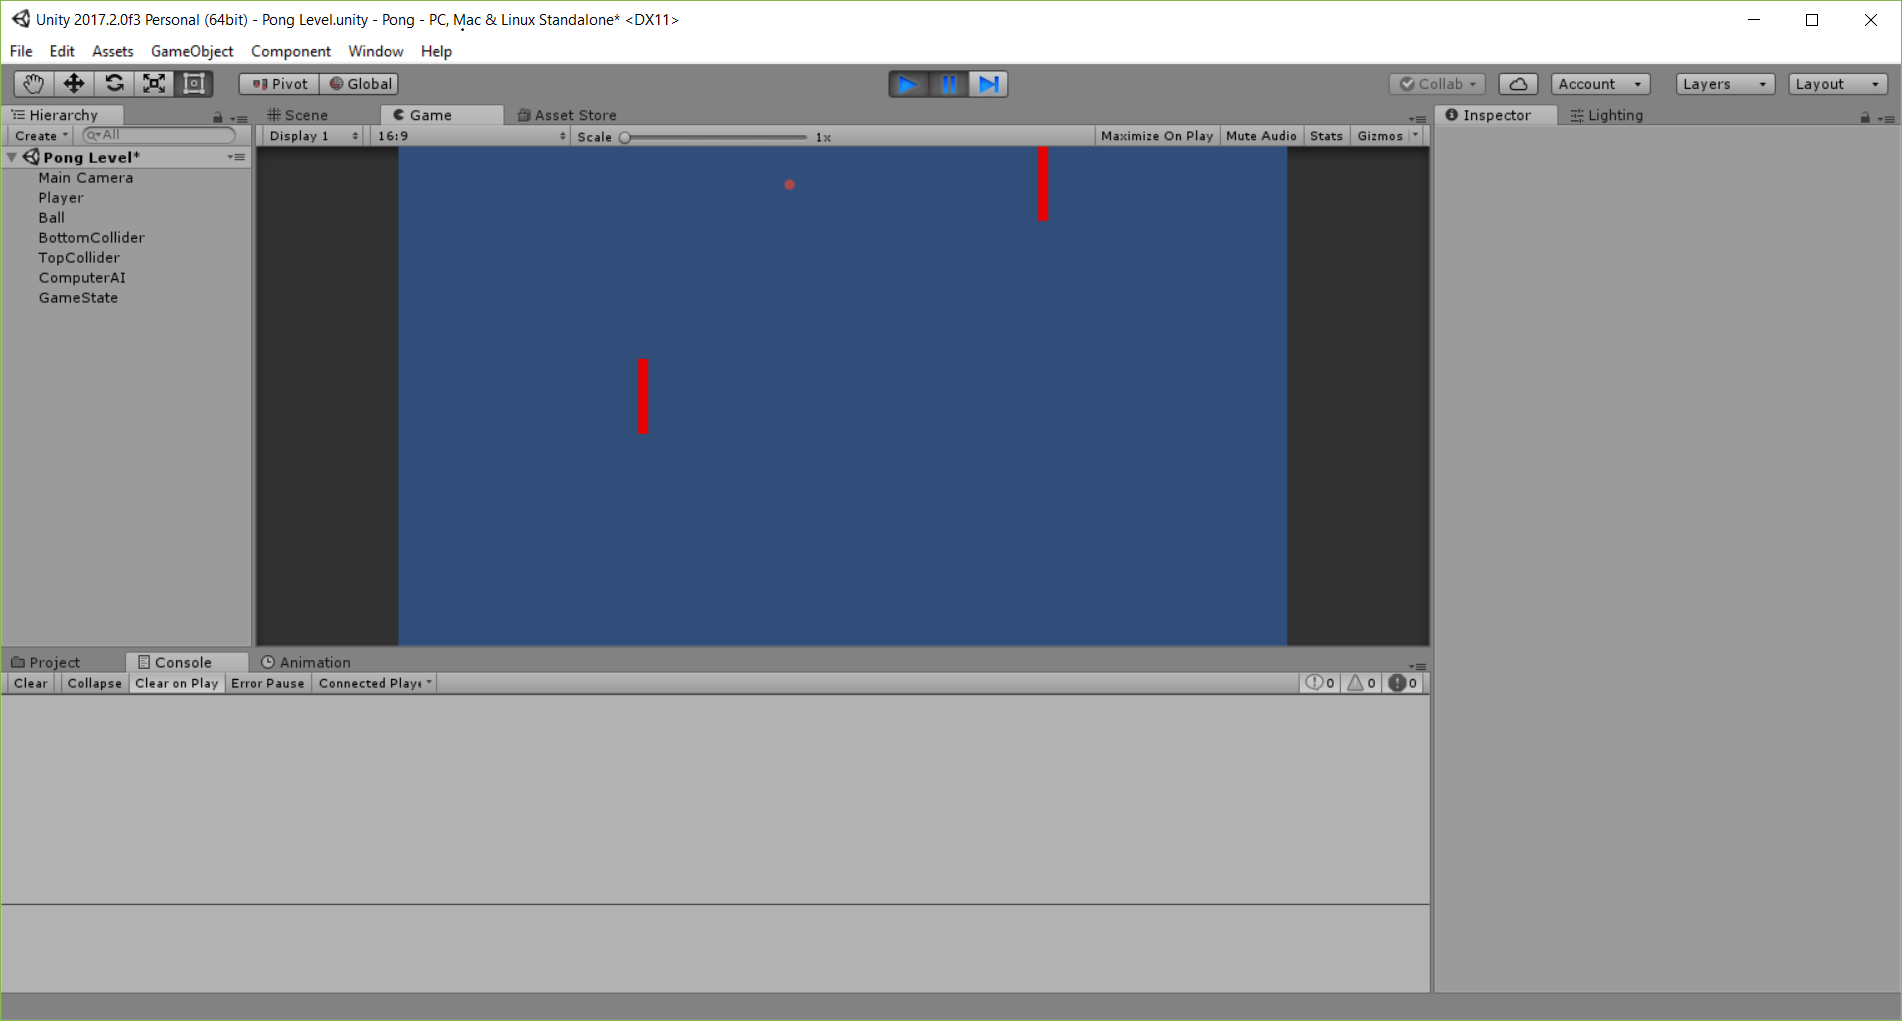 Unity 2017.2.0f3 Personal (64bit) - Pong Level.unity - Pong - PC, Mac & Linux Standalone* <DX11>
File Edit Assets GameObject Component Window Help
Pivot Global Collab Account Layers Layout
Hierarchy Scene Game Asset Store Inspector Lighting
Create All Display 1 16:9 Scale 1x Maximize On Play Mute Audio Stats Gizmos
Pong Level*
Main Camera
Player
Ball
BottomCollider
TopCollider
ComputerAI
GameState
Project Console Animation
Clear Collapse Clear on Play Error Pause Connected Playe 0 0 0